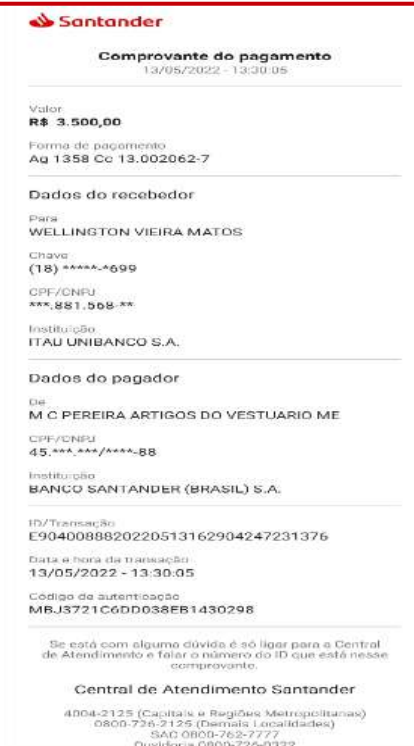 Santander
Comprovante do pagamento
13/05/2022 - 13:30:05
Valor
R$ 3.500,00
Forma de pagamento
Ag 1358 Cc 13.002062-7
Dados do recebedor
Para
WELLINGTON VIEIRA MATOS
Chave
(18) *****-*699
CPF/CNPJ
***.881.568-**
Instituição
ITAU UNIBANCO S.A.
Dados do pagador
De
M C PEREIRA ARTIGOS DO VESTUARIO ME
CPF/CNPJ
45.***.***/****-88
Instituição
BANCO SANTANDER (BRASIL) S.A.
ID/Transação
E9040088820220513162904247231376
Data e hora da transação
13/05/2022 - 13:30:05
Código de autenticação
MBJ3721C6DD038EB1430298
Se está com alguma dúvida é só ligar para a Central
de Atendimento e falar o número do ID que está nesse
comprovante.
Central de Atendimento Santander
4004-2125 (Capitais e Regiões Metropolitanas)
0800-726-2125 (Demais Localidades)
SAC 0800-762-7777
Ouvidoria 0800-726-0322